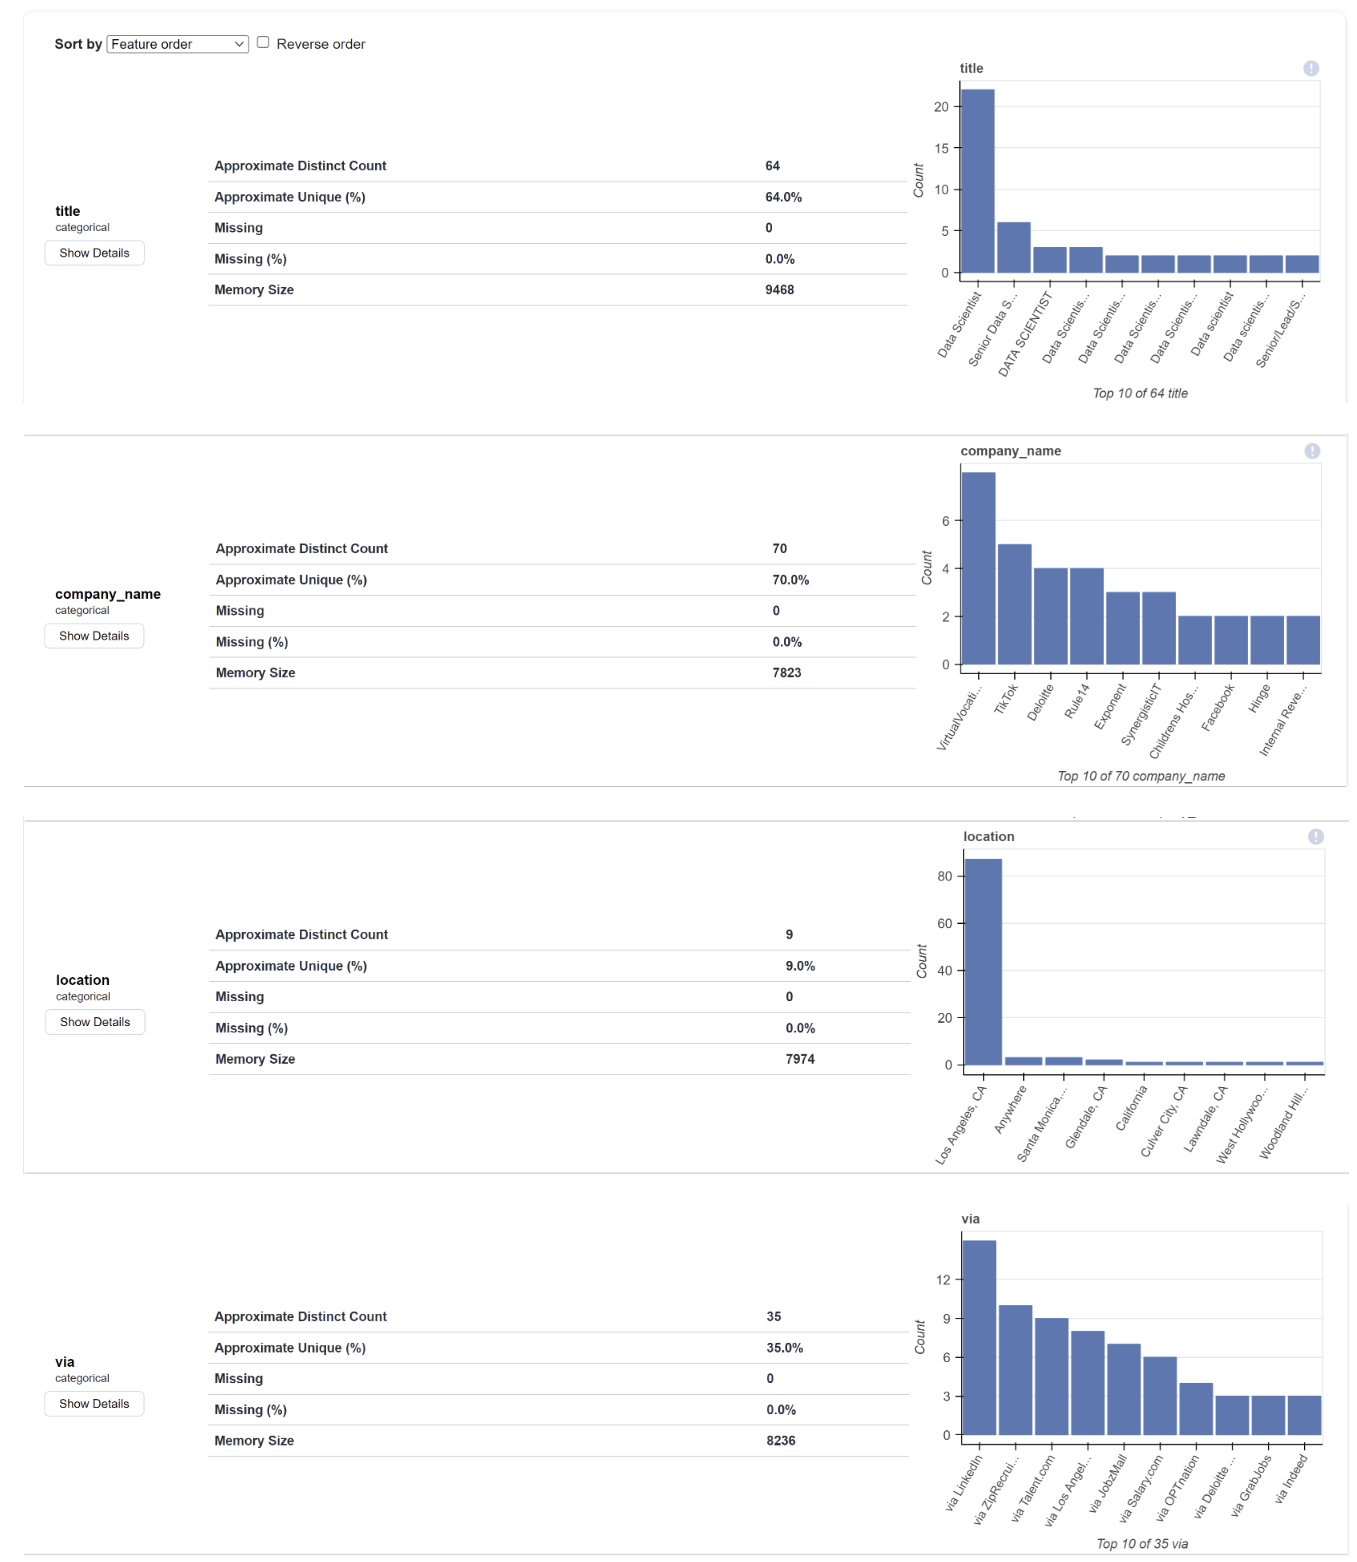 Sort by Feature order Reverse order
title
categorical
Show Details
Approximate Distinct Count 64
Approximate Unique (%) 64.0%
Missing 0
Missing (%) 0.0%
Memory Size 9468
title
Count
20
15
10
5
0
Data Scientist
Senior Data S...
DATA SCIENTIST
Data Scientis...
Data Scientis...
Data Scientis...
Data Scientis...
Data scientist
Data scientis...
Senior/Lead/S...
Top 10 of 64 title
company_name
categorical
Show Details
Approximate Distinct Count 70
Approximate Unique (%) 70.0%
Missing 0
Missing (%) 0.0%
Memory Size 7823
company_name
Count
6
4
2
0
VirtualVocati...
TikTok
Deloitte
Rule14
Exponent
SynergisticIT
Childrens Hos...
Facebook
Hinge
Internal Reve...
Top 10 of 70 company_name
location
categorical
Show Details
Approximate Distinct Count 9
Approximate Unique (%) 9.0%
Missing 0
Missing (%) 0.0%
Memory Size 7974
location
Count
80
60
40
20
0
Los Angeles, CA
Anywhere
Santa Monica,...
Glendale, CA
California
Culver City, CA
Lawndale, CA
West Hollywoo...
Woodland Hill...
via
categorical
Show Details
Approximate Distinct Count 35
Approximate Unique (%) 35.0%
Missing 0
Missing (%) 0.0%
Memory Size 8236
via
Count
12
9
6
3
0
via LinkedIn
via ZipRecrui...
via Talent.com
via Los Angel...
via JobzMall
via Salary.com
via OPTnation
via Deloitte ...
via GrabJobs
via Indeed
Top 10 of 35 via